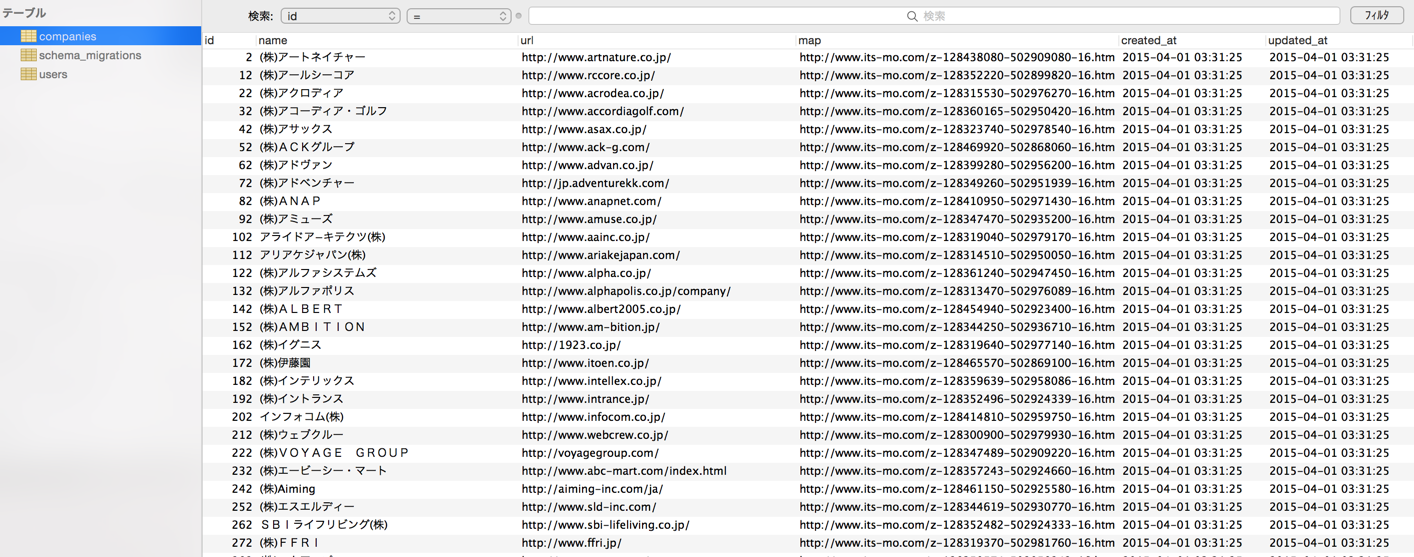 テーブル
検索: id = 検索 フィルタ
companies
schema_migrations
users
id name url map created_at updated_at
2 (株)アートネイチャー http://www.artnature.co.jp/ http://www.its-mo.com/z-128438080-502909080-16.htm 2015-04-01 03:31:25 2015-04-01 03:31:25
12 (株)アールシーコア http://www.rccore.co.jp/ http://www.its-mo.com/z-128352220-502899820-16.htm 2015-04-01 03:31:25 2015-04-01 03:31:25
22 (株)アクロディア http://www.acrodea.co.jp/ http://www.its-mo.com/z-128315530-502976270-16.htm 2015-04-01 03:31:25 2015-04-01 03:31:25
32 (株)アコーディア・ゴルフ http://www.accordiagolf.com/ http://www.its-mo.com/z-128360165-502950420-16.htm 2015-04-01 03:31:25 2015-04-01 03:31:25
42 (株)アサックス http://www.asax.co.jp/ http://www.its-mo.com/z-128323740-502978540-16.htm 2015-04-01 03:31:25 2015-04-01 03:31:25
52 (株)ＡＣＫグループ http://www.ack-g.com/ http://www.its-mo.com/z-128469920-502868060-16.htm 2015-04-01 03:31:25 2015-04-01 03:31:25
62 (株)アドヴァン http://www.advan.co.jp/ http://www.its-mo.com/z-128399280-502956200-16.htm 2015-04-01 03:31:25 2015-04-01 03:31:25
72 (株)アドベンチャー http://jp.adventurekk.com/ http://www.its-mo.com/z-128349260-502951939-16.htm 2015-04-01 03:31:25 2015-04-01 03:31:25
82 (株)ＡＮＡＰ http://www.anapnet.com/ http://www.its-mo.com/z-128410950-502971430-16.htm 2015-04-01 03:31:25 2015-04-01 03:31:25
92 (株)アミューズ http://www.amuse.co.jp/ http://www.its-mo.com/z-128347470-502935200-16.htm 2015-04-01 03:31:25 2015-04-01 03:31:25
102 アライドアーキテクツ(株) http://www.aainc.co.jp/ http://www.its-mo.com/z-128319040-502979170-16.htm 2015-04-01 03:31:25 2015-04-01 03:31:25
112 アリアケジャパン(株) http://www.ariakejapan.com/ http://www.its-mo.com/z-128314510-502950050-16.htm 2015-04-01 03:31:25 2015-04-01 03:31:25
122 (株)アルファシステムズ http://www.alpha.co.jp/ http://www.its-mo.com/z-128361240-502947450-16.htm 2015-04-01 03:31:25 2015-04-01 03:31:25
132 (株)アルファポリス http://www.alphapolis.co.jp/company/ http://www.its-mo.com/z-128313470-502976089-16.htm 2015-04-01 03:31:25 2015-04-01 03:31:25
142 (株)ＡＬＢＥＲＴ http://www.albert2005.co.jp/ http://www.its-mo.com/z-128454940-502923400-16.htm 2015-04-01 03:31:25 2015-04-01 03:31:25
152 (株)ＡＭＢＩＴＩＯＮ http://www.am-bition.jp/ http://www.its-mo.com/z-128344250-502936710-16.htm 2015-04-01 03:31:25 2015-04-01 03:31:25
162 (株)イグニス http://1923.co.jp/ http://www.its-mo.com/z-128319640-502977140-16.htm 2015-04-01 03:31:25 2015-04-01 03:31:25
172 (株)伊藤園 http://www.itoen.co.jp/ http://www.its-mo.com/z-128465570-502869100-16.htm 2015-04-01 03:31:25 2015-04-01 03:31:25
182 (株)インテリックス http://www.intellex.co.jp/ http://www.its-mo.com/z-128359639-502958086-16.htm 2015-04-01 03:31:25 2015-04-01 03:31:25
192 (株)イントランス http://www.intrance.jp/ http://www.its-mo.com/z-128352496-502924339-16.htm 2015-04-01 03:31:25 2015-04-01 03:31:25
202 インフォコム(株) http://www.infocom.co.jp/ http://www.its-mo.com/z-128414810-502959750-16.htm 2015-04-01 03:31:25 2015-04-01 03:31:25
212 (株)ウェブクルー http://www.webcrew.co.jp/ http://www.its-mo.com/z-128300900-502979930-16.htm 2015-04-01 03:31:25 2015-04-01 03:31:25
222 (株)ＶＯＹＡＧＥ　ＧＲＯＵＰ http://voyagegroup.com/ http://www.its-mo.com/z-128347489-502909220-16.htm 2015-04-01 03:31:25 2015-04-01 03:31:25
232 (株)エービーシー・マート http://www.abc-mart.com/index.html http://www.its-mo.com/z-128357243-502924660-16.htm 2015-04-01 03:31:25 2015-04-01 03:31:25
242 (株)Aiming http://aiming-inc.com/ja/ http://www.its-mo.com/z-128461150-502925580-16.htm 2015-04-01 03:31:25 2015-04-01 03:31:25
252 (株)エスエルディー http://www.sld-inc.com/ http://www.its-mo.com/z-128344619-502930770-16.htm 2015-04-01 03:31:25 2015-04-01 03:31:25
262 ＳＢＩライフリビング(株) http://www.sbi-lifeliving.co.jp/ http://www.its-mo.com/z-128352482-502924333-16.htm 2015-04-01 03:31:25 2015-04-01 03:31:25
272 (株)ＦＦＲＩ http://www.ffri.jp/ http://www.its-mo.com/z-128319370-502981760-16.htm 2015-04-01 03:31:25 2015-04-01 03:31:25